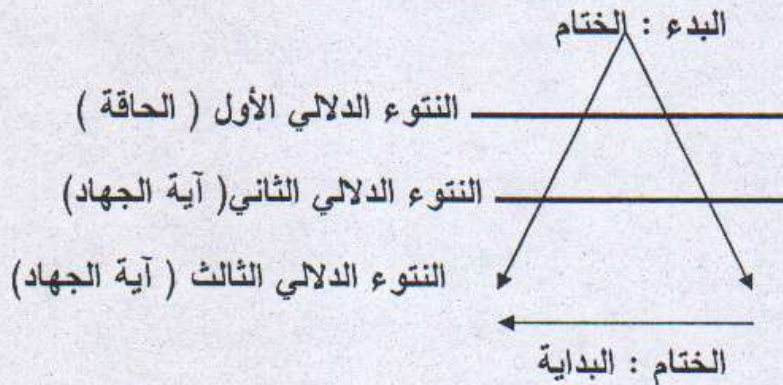 البدء : الختام
النتوء الدلالي الأول ( الحاقة )
النتوء الدلالي الثاني( آية الجهاد)
النتوء الدلالي الثالث ( آية الجهاد)
الختام : البداية